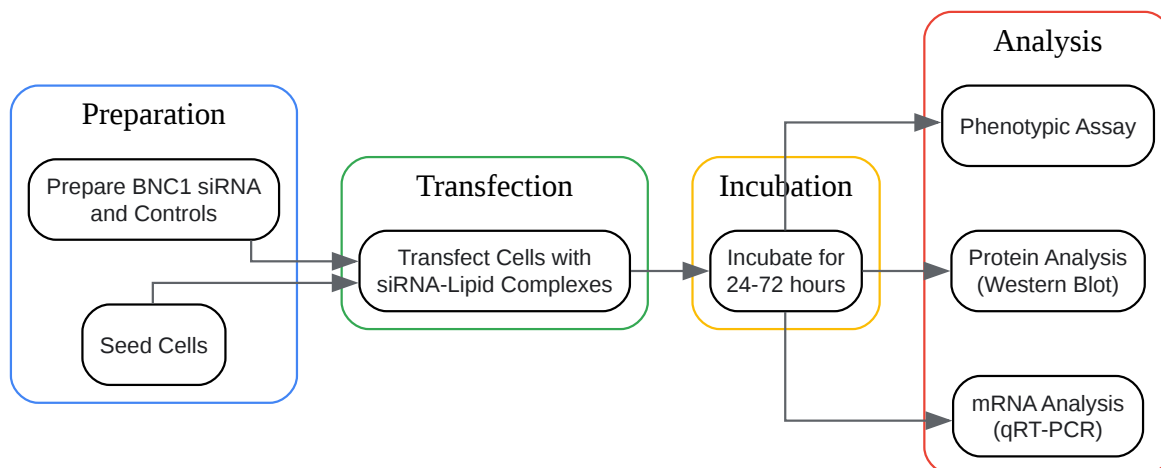 Preparation
Prepare BNC1 siRNA
and Controls
Seed Cells
Transfection
Transfect Cells with
siRNA-Lipid Complexes
Incubation
Incubate for
24-72 hours
Analysis
Phenotypic Assay
Protein Analysis
(Western Blot)
mRNA Analysis
(qRT-PCR)